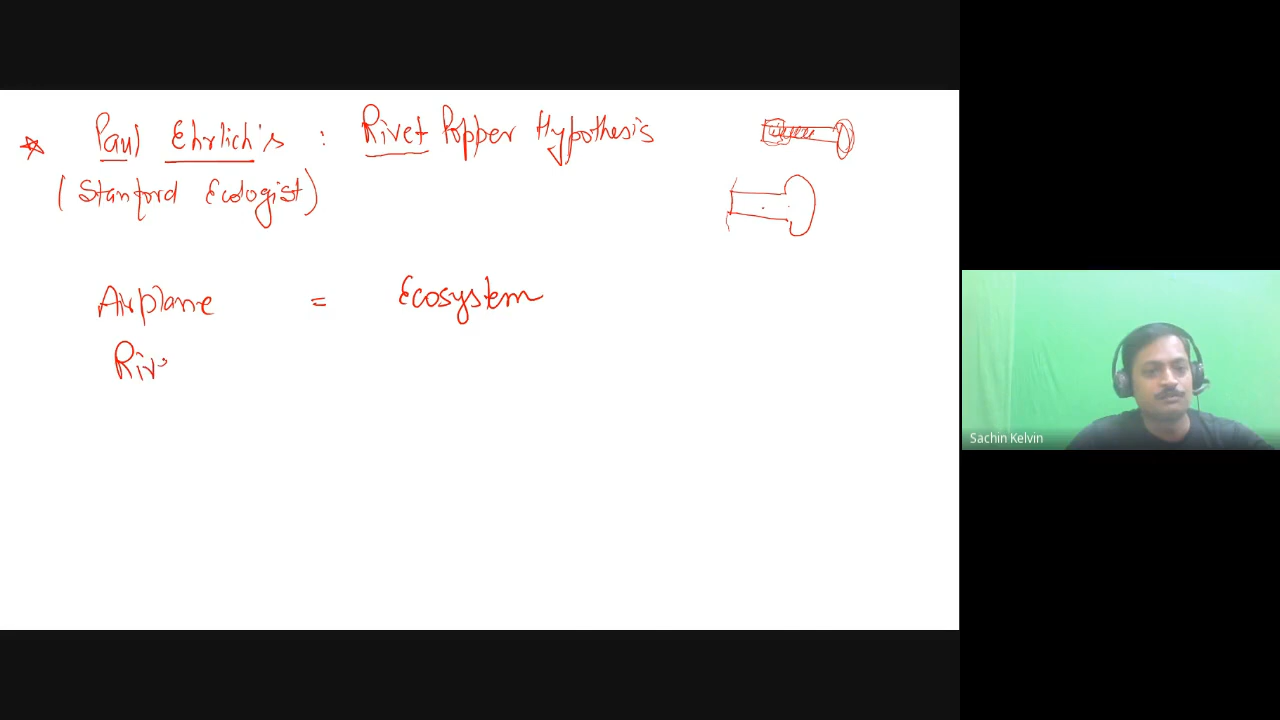 Paul Ehrlich's : Rivet Popper Hypothesis
(Stanford Ecologist)
Airplane = Ecosystem
Riv
Sachin Kelvin